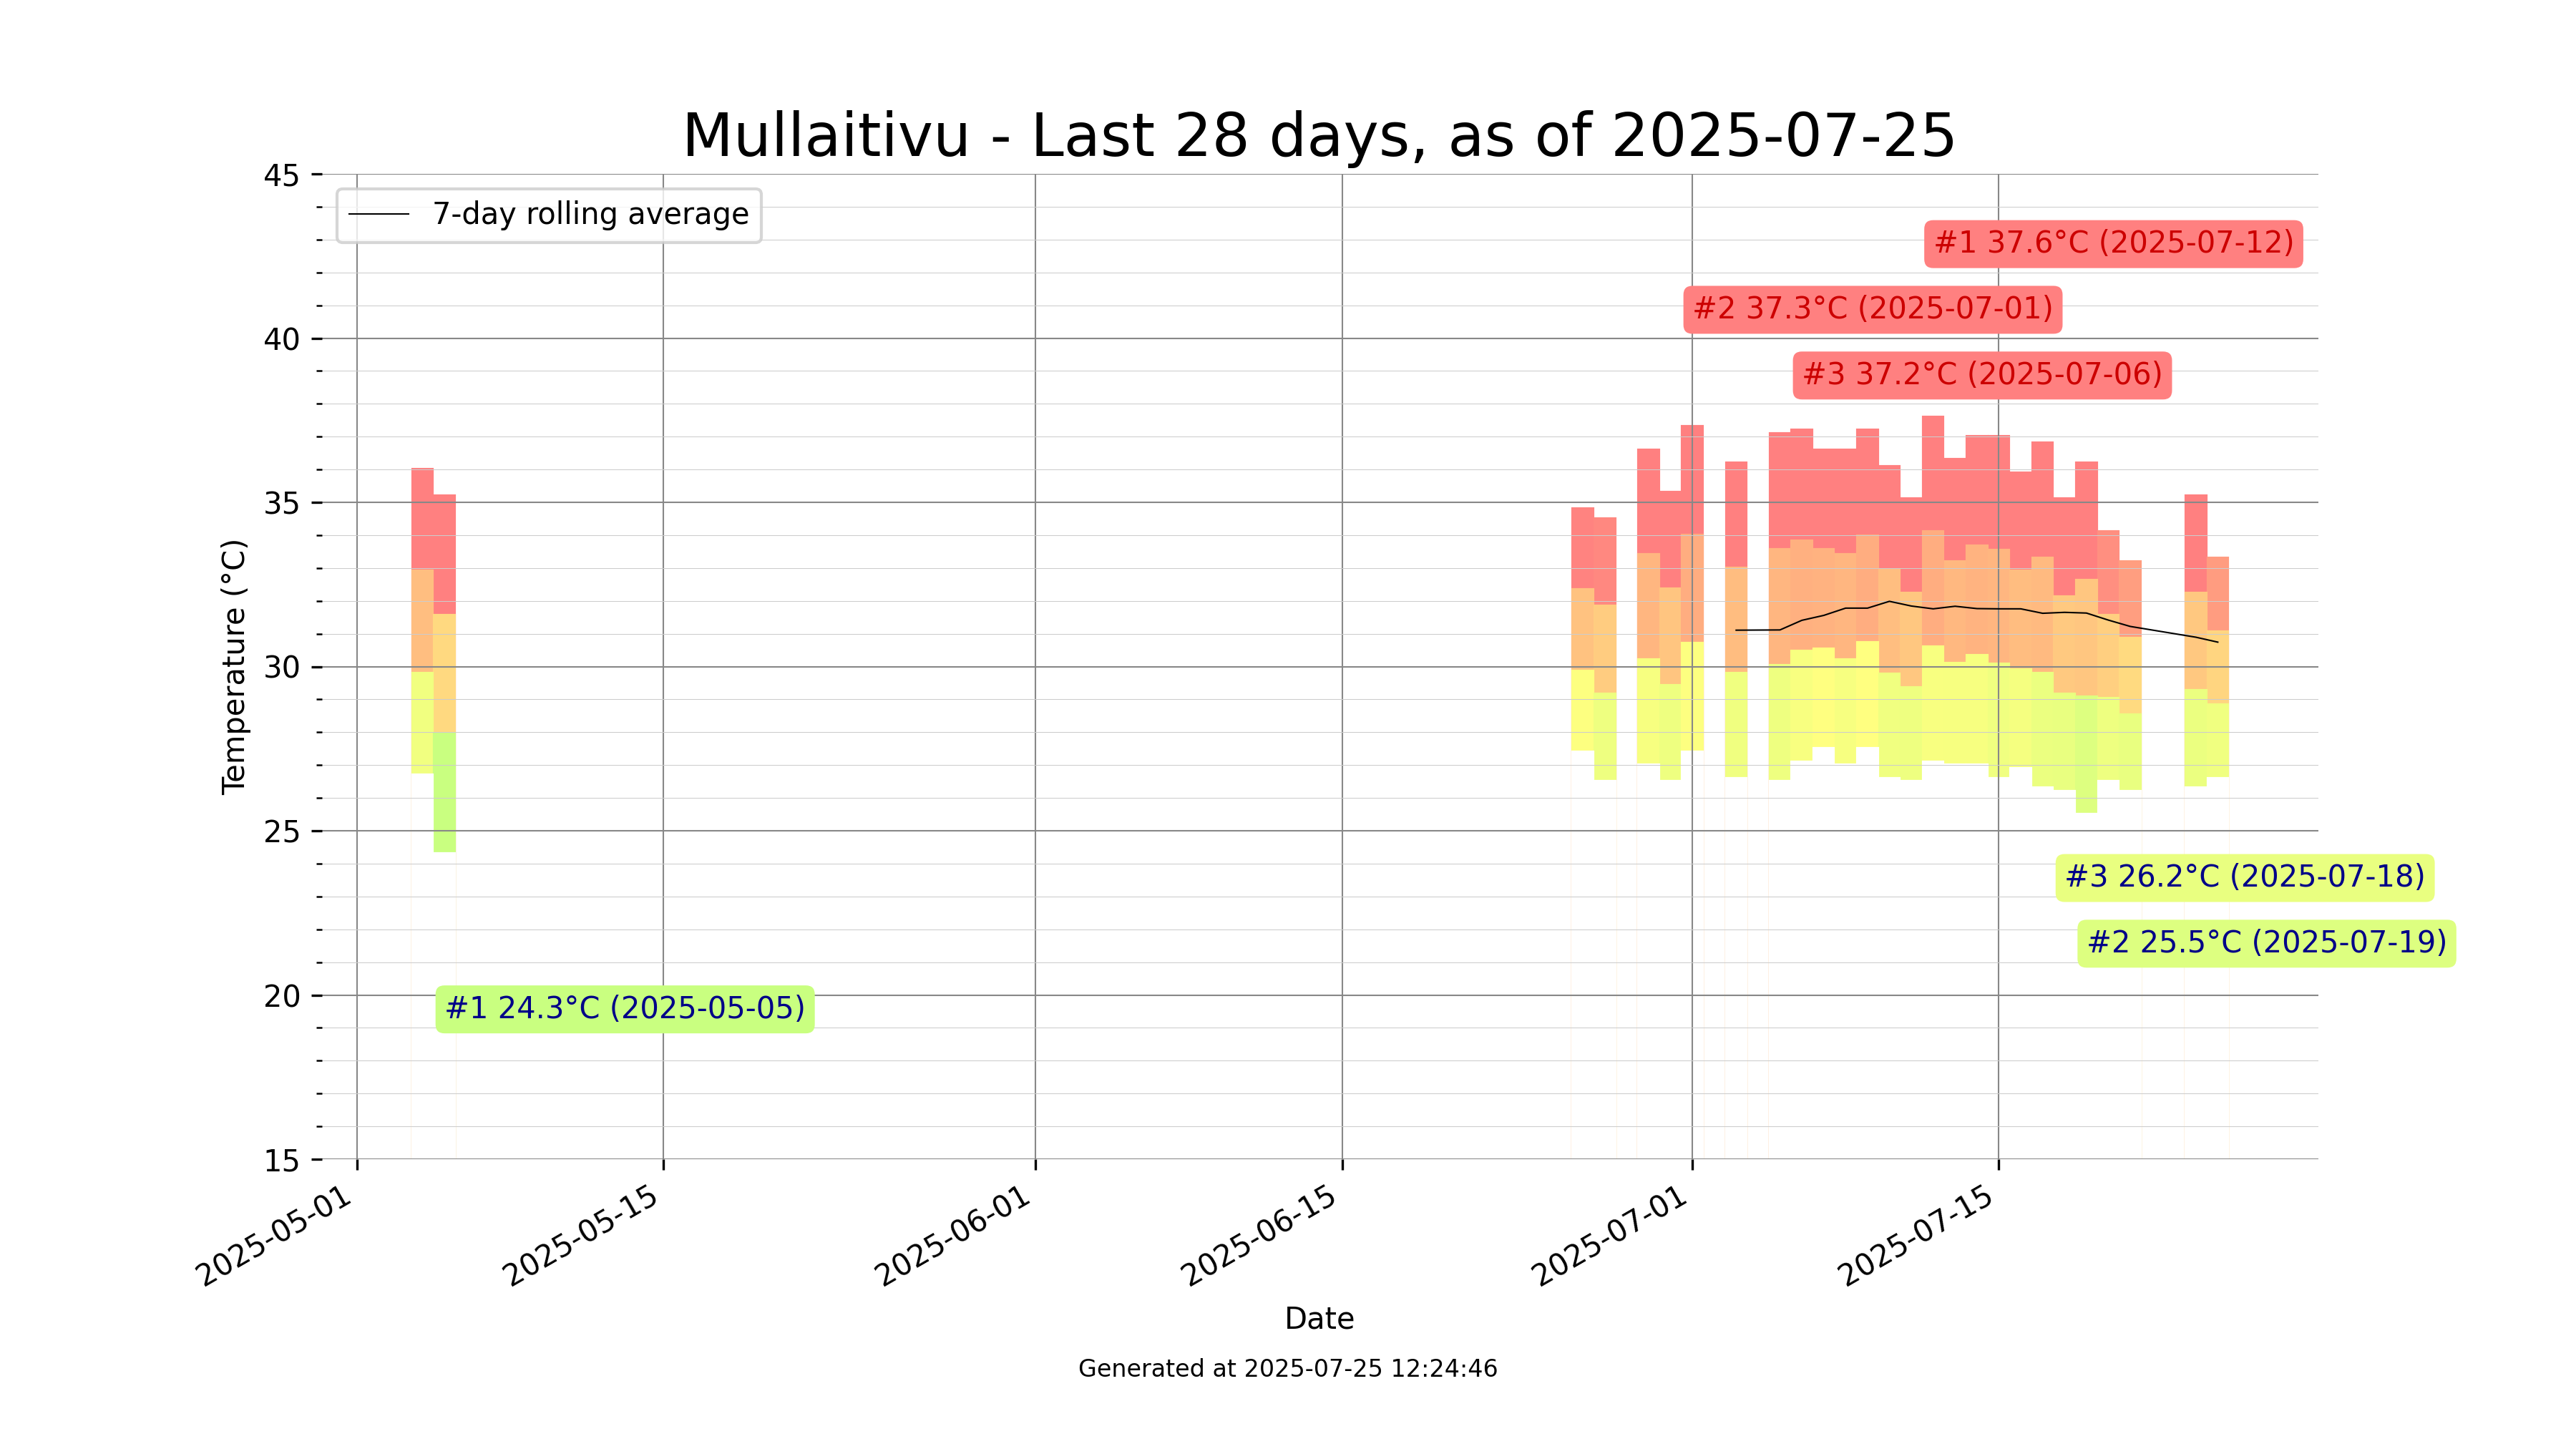 Mullaitivu - Last 28 days, as of 2025-07-25
7-day rolling average
#1 37.6°C (2025-07-12)
#2 37.3°C (2025-07-01)
#3 37.2°C (2025-07-06)
#3 26.2°C (2025-07-18)
#2 25.5°C (2025-07-19)
#1 24.3°C (2025-05-05)
Temperature (°C)
45
40
35
30
25
20
15
2025-05-01
2025-05-15
2025-06-01
2025-06-15
2025-07-01
2025-07-15
Date
Generated at 2025-07-25 12:24:46